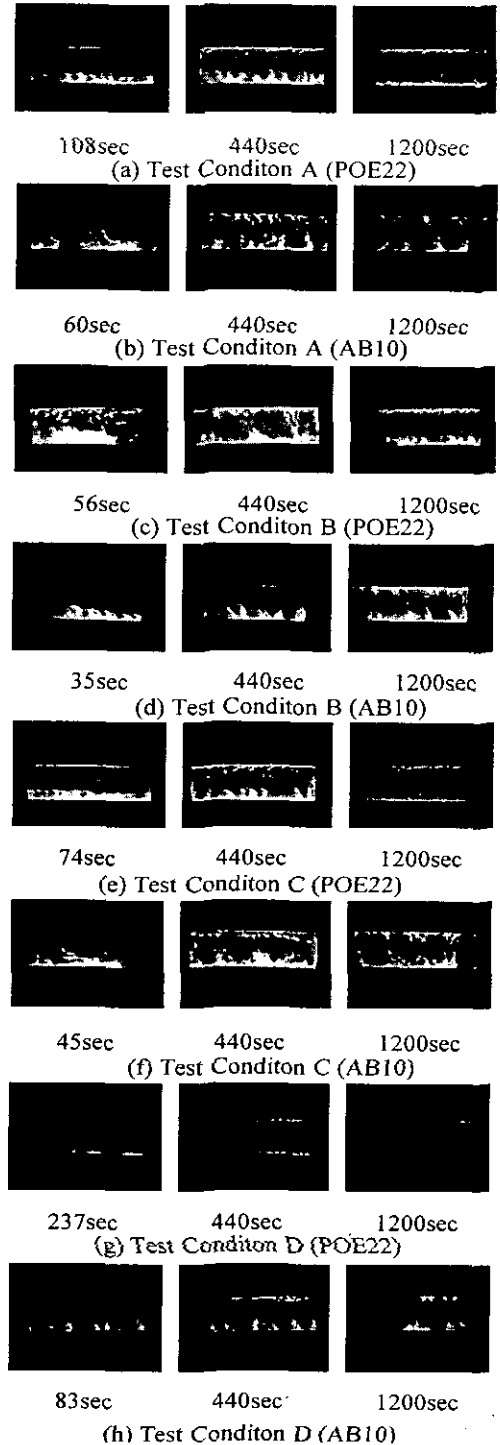 108sec 440sec 1200sec
(a) Test Conditon A (POE22)
60sec 440sec 1200sec
(b) Test Conditon A (AB10)
56sec 440sec 1200sec
(c) Test Conditon B (POE22)
35sec 440sec 1200sec
(d) Test Conditon B (AB10)
74sec 440sec 1200sec
(e) Test Conditon C (POE22)
45sec 440sec 1200sec
(f) Test Conditon C (AB10)
237sec 440sec 1200sec
(g) Test Conditon D (POE22)
83sec 440sec 1200sec
(h) Test Conditon D (AB10)